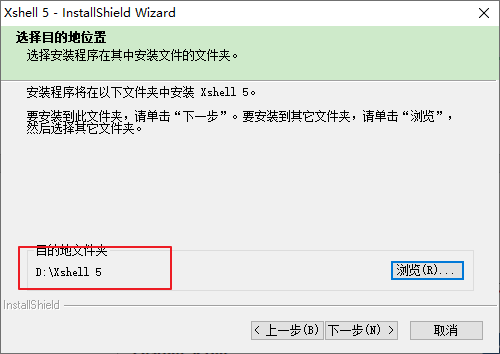 Xshell 5 - InstallShield Wizard
选择目的地位置
选择安装程序在其中安装文件的文件夹。
安装程序将在以下文件夹中安装 Xshell 5。
要安装到此文件夹，请单击“下一步”。要安装到其它文件夹，请单击“浏览”，
然后选择其它文件夹。
目的地文件夹
D:\Xshell 5
浏览(R)...
InstallShield
< 上一步(B)
下一步(N) >
取消